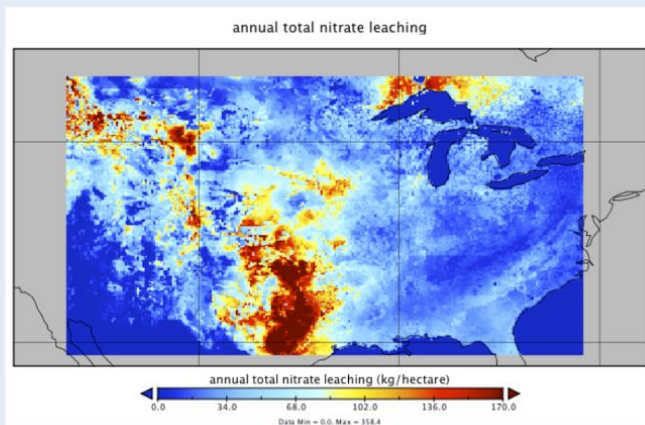 annual total nitrate leaching
annual total nitrate leaching (kg/hectare)
0.0 34.0 68.0 102.0 136.0 170.0
Data Min = 0.0, Max = 358.4